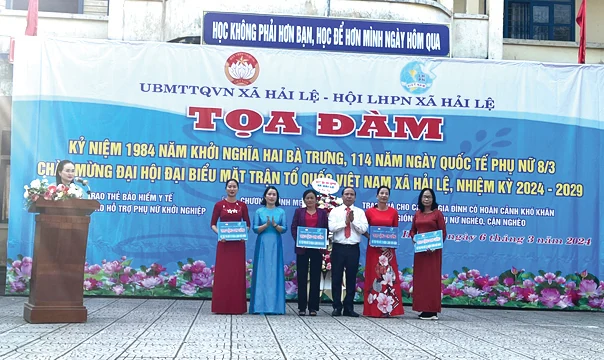 HỌC KHÔNG PHẢI HƠN BẠN, HỌC ĐỂ HƠN MÌNH NGÀY HÔM QUA
UBMTTQVN XÃ HẢI LỆ - HỘI LHPN XÃ HẢI LỆ
TỌA ĐÀM
KỶ NIỆM 1984 NĂM KHỞI NGHĨA HAI BÀ TRƯNG, 114 NĂM NGÀY QUỐC TẾ PHỤ NỮ 8/3
MỪNG ĐẠI HỘI ĐẠI BIỂU MẶT TRẬN TỔ QUỐC VIỆT NAM XÃ HẢI LỆ, NHIỆM KỲ 2024 - 2029
TRAO THẺ BẢO HIỂM Y TẾ
HỖ TRỢ PHỤ NỮ KHỞI NGHIỆP
CHƯƠNG
GIA ĐÌNH CÓ HOÀN CẢNH KHÓ KHĂN
PHỤ NỮ NGHÈO, CẬN NGHÈO
ngày 6 tháng 3 năm 2024